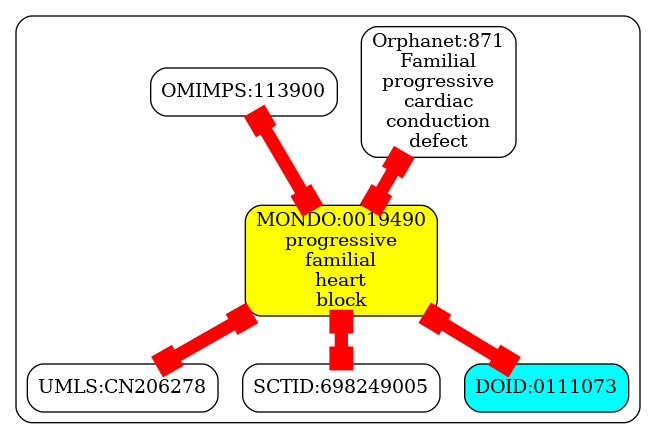 OMIMPS:113900
Orphanet:871
Familial
progressive
cardiac
conduction
defect
MONDO:0019490
progressive
familial
heart
block
UMLS:CN206278
SCTID:698249005
DOID:0111073